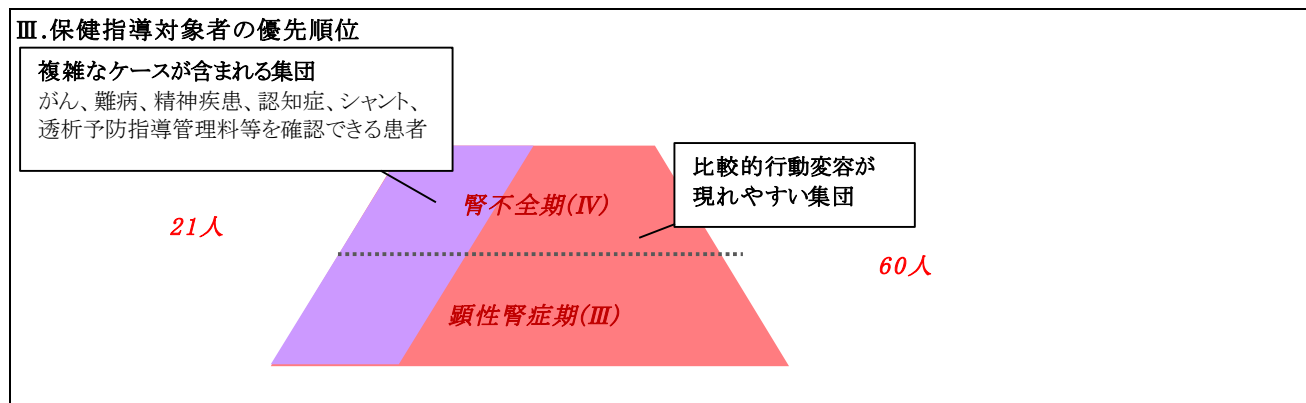 Ⅲ.保健指導対象者の優先順位
複雑なケースが含まれる集団
がん、難病、精神疾患、認知症、シャント、
透析予防指導管理料等を確認できる患者
比較的行動変容が
現れやすい集団
腎不全期(Ⅳ)
21人
60人
顕性腎症期(Ⅲ)